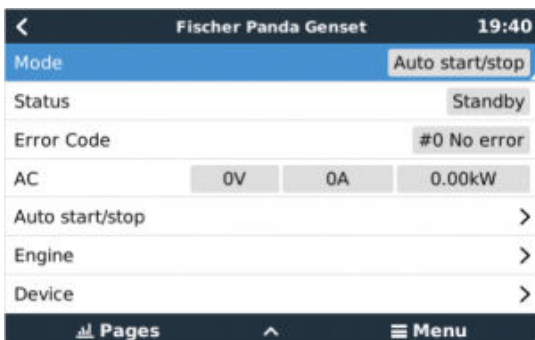 Fischer Panda Genset 19:40
Mode Auto start/stop
Status Standby
Error Code #0 No error
AC 0V 0A 0.00kW
Auto start/stop
Engine
Device
Pages Menu